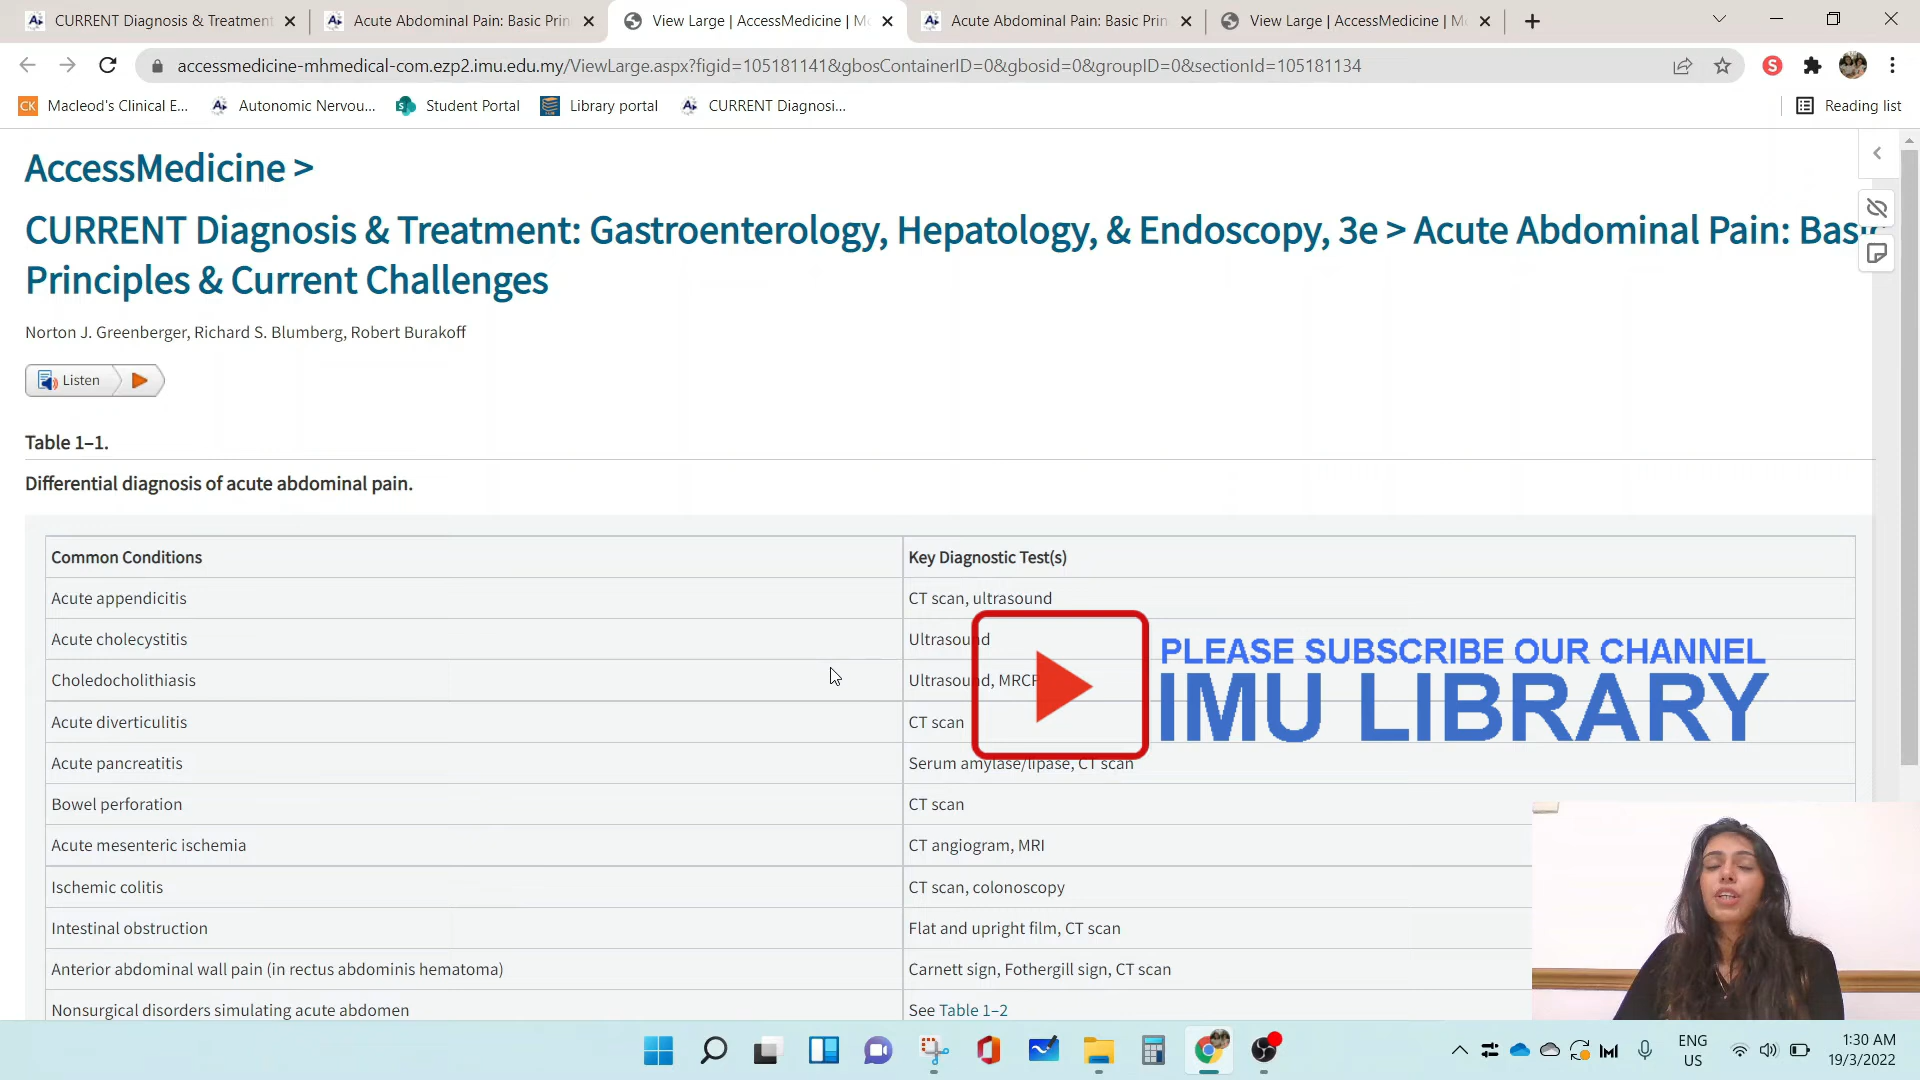 CURRENT Diagnosis & Treatment
Acute Abdominal Pain: Basic Prin
View Large | AccessMedicine | Mc
Acute Abdominal Pain: Basic Prin
View Large | AccessMedicine | Mc
accessmedicine-mhmedical-com.ezp2.imu.edu.my/ViewLarge.aspx?figid=105181141&gbosContainerID=0&gbosid=0&groupID=0&sectionId=105181134
S
CK Macleod's Clinical E...
Autonomic Nervou...
Student Portal
Library portal
CURRENT Diagnosi...
Reading list
AccessMedicine >
CURRENT Diagnosis & Treatment: Gastroenterology, Hepatology, & Endoscopy, 3e > Acute Abdominal Pain: Basic
Principles & Current Challenges
Norton J. Greenberger, Richard S. Blumberg, Robert Burakoff
Listen
Table 1–1.
Differential diagnosis of acute abdominal pain.
Common Conditions Key Diagnostic Test(s)
Acute appendicitis CT scan, ultrasound
Acute cholecystitis Ultrasound
Choledocholithiasis Ultrasound, MRCP
Acute diverticulitis CT scan
Acute pancreatitis Serum amylase/lipase, CT scan
Bowel perforation CT scan
Acute mesenteric ischemia CT angiogram, MRI
Ischemic colitis CT scan, colonoscopy
Intestinal obstruction Flat and upright film, CT scan
Anterior abdominal wall pain (in rectus abdominis hematoma) Carnett sign, Fothergill sign, CT scan
Nonsurgical disorders simulating acute abdomen See Table 1–2
PLEASE SUBSCRIBE OUR CHANNEL
IMU LIBRARY
ENG
US
1:30 AM
19/3/2022